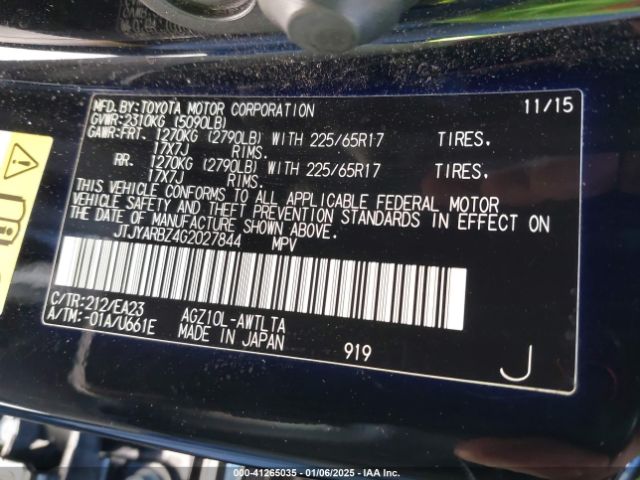 MFD.BY:TOYOTA MOTOR CORPORATION 11/15
GVWR:2310KG (5090LB)
GAWR:FRT. 1270KG (2790LB) WITH 225/65R17 TIRES.
17X7J RIMS.
RR. 1270KG (2790LB) WITH 225/65R17 TIRES.
17X7J RIMS.
THIS VEHICLE CONFORMS TO ALL APPLICABLE FEDERAL MOTOR
VEHICLE SAFETY AND THEFT PREVENTION STANDARDS IN EFFECT ON
THE DATE OF MANUFACTURE SHOWN ABOVE.
JTJYARBZ4G2027844 MPV
C/TR:212/EA23 AGZ10L-AWTLTA
A/TM:-01A/U661E MADE IN JAPAN 919 J
000-41265035 - 01/06/2025 - IAA Inc.